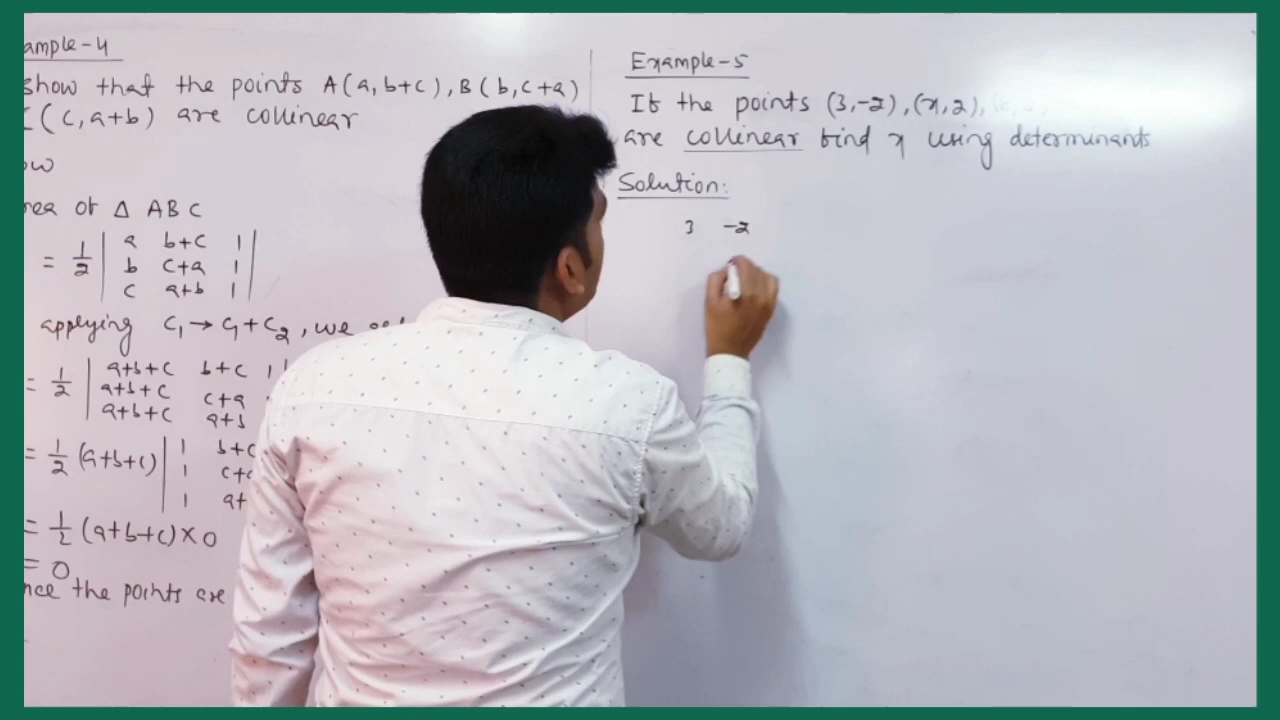 ample-4
show that the points A(a, b+c), B(b, c+a)
C(c, a+b) are collinear
ow
rea of Δ ABC
= 1/2 | a b+c 1 |
| b c+a 1 |
| c a+b 1 |
applying C1→C1+C2, we get
= 1/2 | a+b+c b+c 1 |
| a+b+c c+a
| a+b+c a+b
= 1/2 (a+b+c) | 1 b+c
| 1 c+a
| 1 a+
= 1/2 (a+b+c) × 0
= 0
nce the points are
Example-5
If the points (3,-2), (x,2),
are collinear find x using determinants
Solution:
3 -2